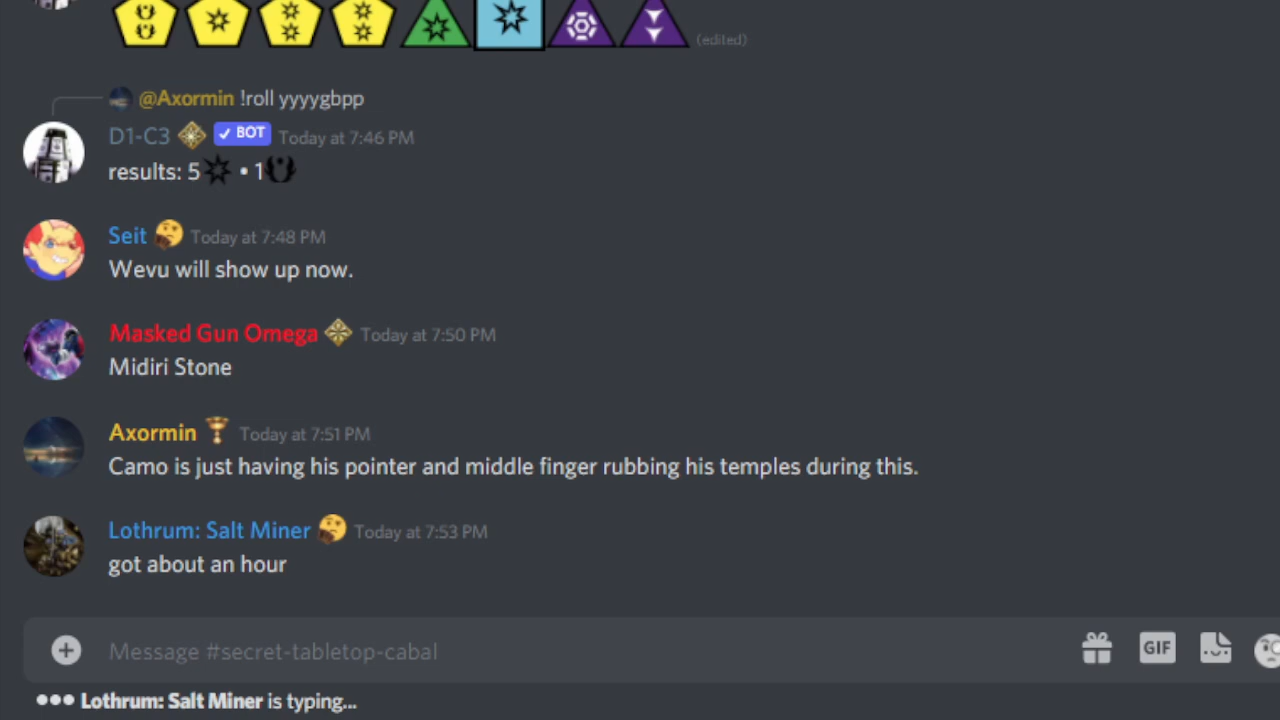 (edited)
@Axormin !roll yyyygbpp
D1-C3 BOT Today at 7:46 PM
results: 5 • 1
Seit Today at 7:48 PM
Wevu will show up now.
Masked Gun Omega Today at 7:50 PM
Midiri Stone
Axormin Today at 7:51 PM
Camo is just having his pointer and middle finger rubbing his temples during this.
Lothrum: Salt Miner Today at 7:53 PM
got about an hour
Message #secret-tabletop-cabal
GIF
Lothrum: Salt Miner is typing...